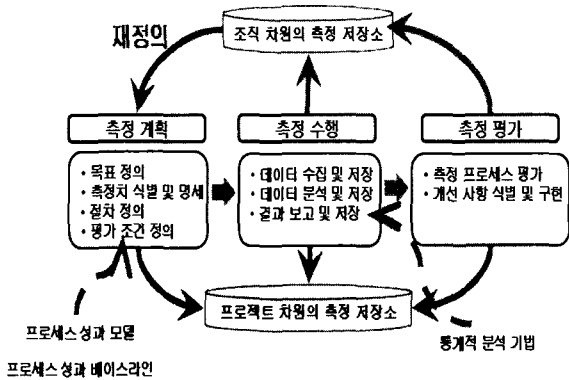 재정의
조직 차원의 측정 저장소
측정 계획
측정 수행
측정 평가
· 목표 정의
· 측정치 식별 및 명세
· 절차 정의
· 평가 조건 정의
· 데이터 수집 및 저장
· 데이터 분석 및 저장
· 결과 보고 및 저장
· 측정 프로세스 평가
· 개선 사항 식별 및 구현
프로젝트 차원의 측정 저장소
프로세스 성과 모델
프로세스 성과 베이스라인
통계적 분석 기법